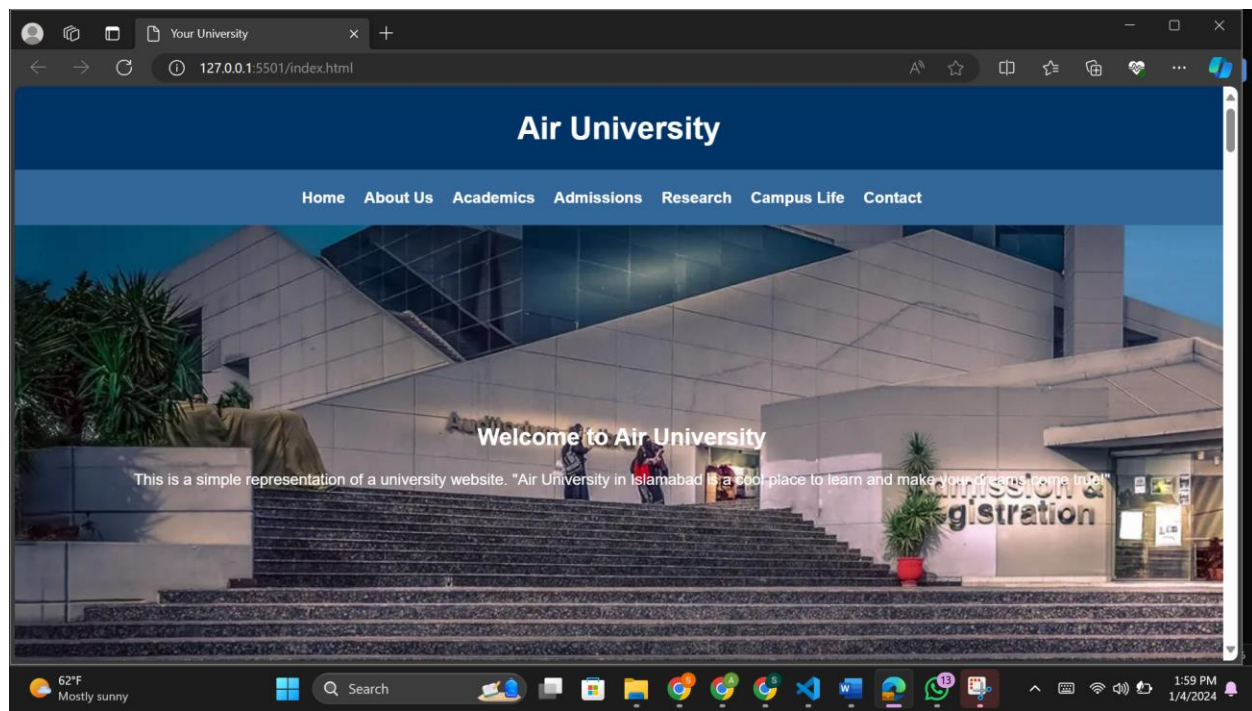 Your University
127.0.0.1:5501/index.html
Air University
Home About Us Academics Admissions Research Campus Life Contact
Welcome to Air University
This is a simple representation of a university website. "Air University in Islamabad is a cool place to learn and make your dreams come true!"
&
gistration
62°F
Mostly sunny
Search
13
1:59 PM
1/4/2024